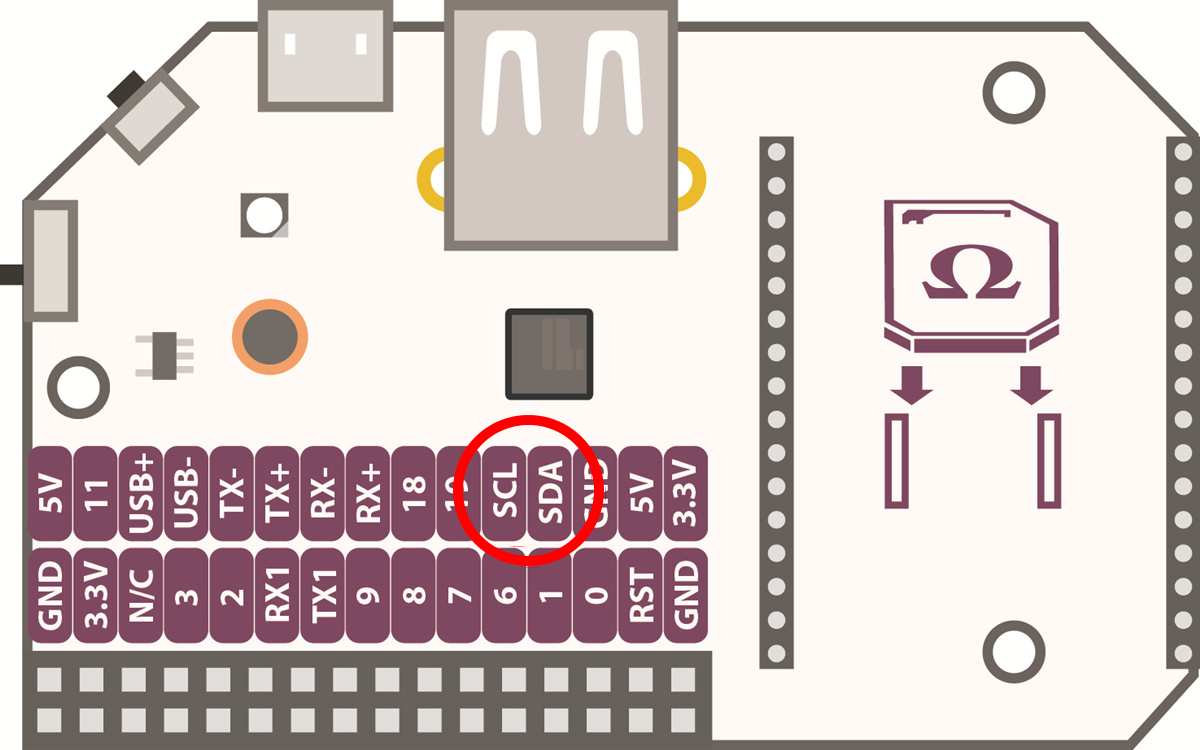 5V 11 USB+ USB- TX- TX+ RX- RX+ 18 19 SCL SDA GND 5V 3.3V
GND 3.3V N/C 3 2 RX1 TX1 9 8 7 6 1 0 RST GND
Ω